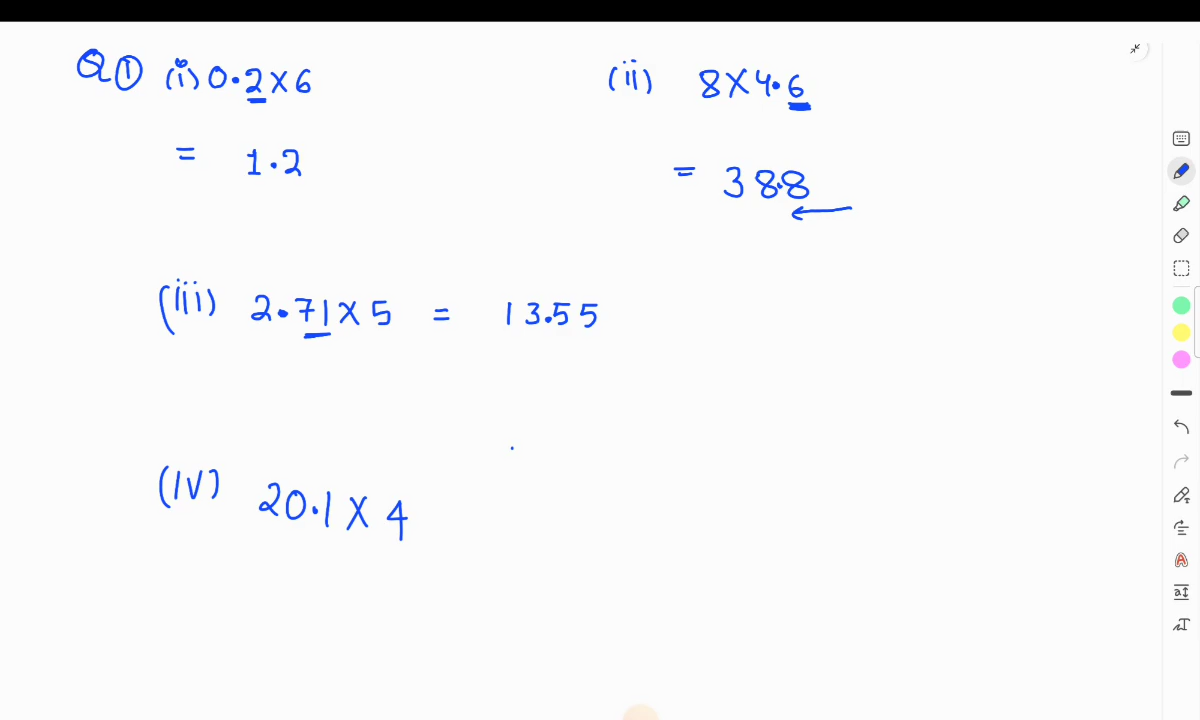 Q ① (i) 0.2 × 6
= 1.2
(ii) 8 × 4.6
= 38.8
(iii) 2.71 × 5 = 13.55
(IV) 20.1 × 4